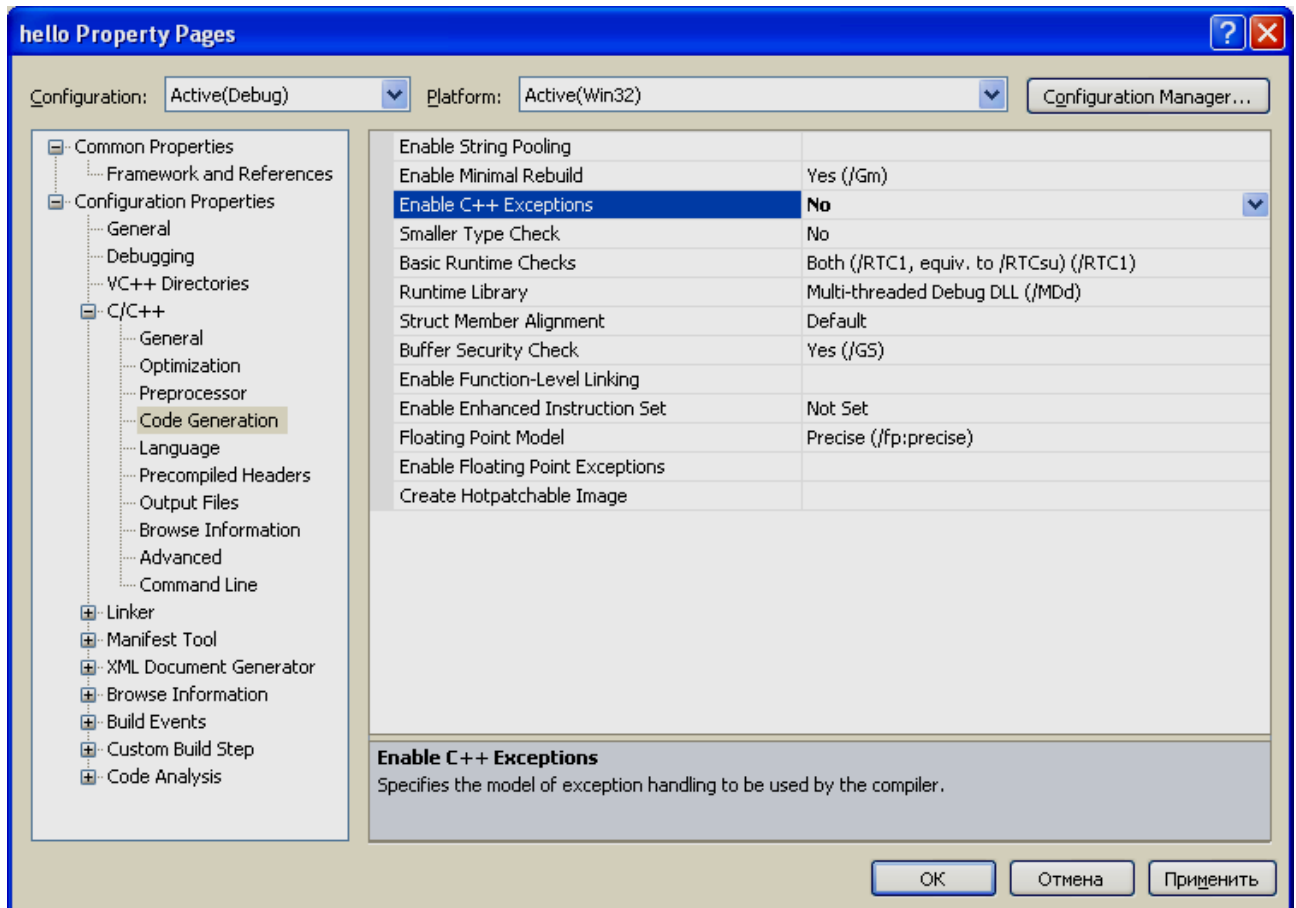 hello Property Pages
Configuration: Active(Debug) Platform: Active(Win32) Configuration Manager...
Common Properties
Framework and References
Configuration Properties
General
Debugging
VC++ Directories
C/C++
General
Optimization
Preprocessor
Code Generation
Language
Precompiled Headers
Output Files
Browse Information
Advanced
Command Line
Linker
Manifest Tool
XML Document Generator
Browse Information
Build Events
Custom Build Step
Code Analysis
Enable String Pooling
Enable Minimal Rebuild Yes (/Gm)
Enable C++ Exceptions No
Smaller Type Check No
Basic Runtime Checks Both (/RTC1, equiv. to /RTCsu) (/RTC1)
Runtime Library Multi-threaded Debug DLL (/MDd)
Struct Member Alignment Default
Buffer Security Check Yes (/GS)
Enable Function-Level Linking
Enable Enhanced Instruction Set Not Set
Floating Point Model Precise (/fp:precise)
Enable Floating Point Exceptions
Create Hotpatchable Image
Enable C++ Exceptions
Specifies the model of exception handling to be used by the compiler.
OK Отмена Применить